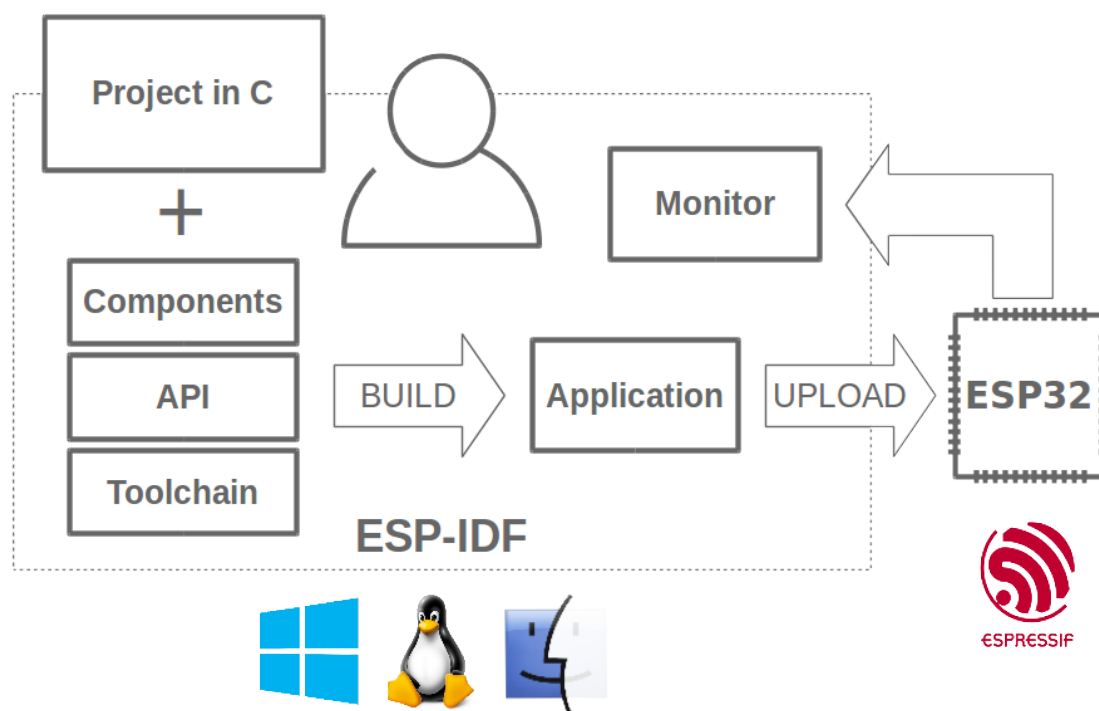 Project in C
+
Components
API
Toolchain
BUILD
Application
UPLOAD
Monitor
ESP32
ESP-IDF
ESPRESSIF